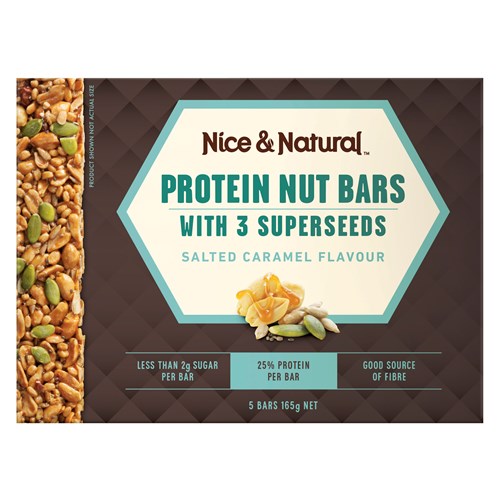 PRODUCT SHOWN NOT ACTUAL SIZE
Nice & Natural™
PROTEIN NUT BARS
WITH 3 SUPERSEEDS
SALTED CARAMEL FLAVOUR
LESS THAN 2g SUGAR
PER BAR
25% PROTEIN
PER BAR
GOOD SOURCE
OF FIBRE
5 BARS 165g NET